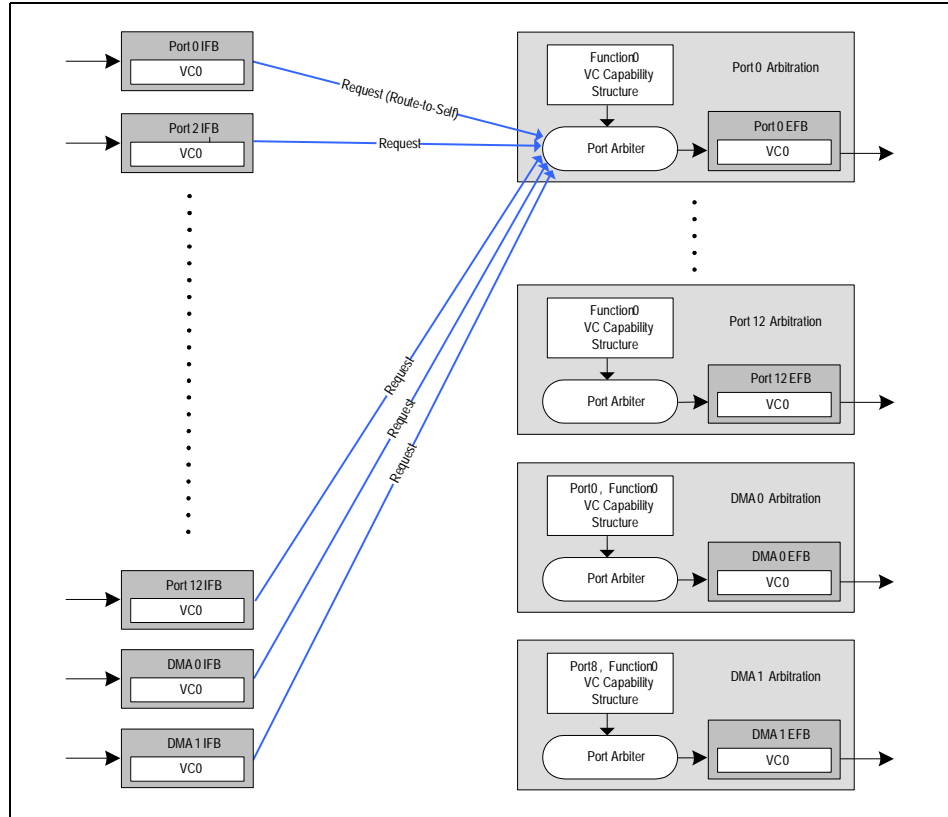 Port 0 IFB
VC0
Request (Route-to-Self)
Port 2 IFB
VC0
Request
Request
Request
Request
Port 12 IFB
VC0
DMA 0 IFB
VC0
DMA 1 IFB
VC0
Function0
VC Capability
Structure
Port 0 Arbitration
Port Arbiter
Port 0 EFB
VC0
Function0
VC Capability
Structure
Port 12 Arbitration
Port Arbiter
Port 12 EFB
VC0
Port0, Function0
VC Capability
Structure
DMA 0 Arbitration
Port Arbiter
DMA 0 EFB
VC0
Port8, Function0
VC Capability
Structure
DMA 1 Arbitration
Port Arbiter
DMA 1 EFB
VC0